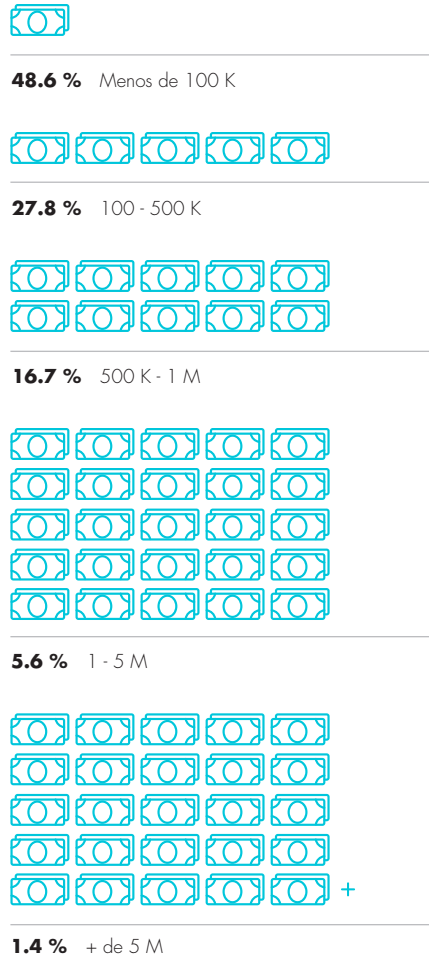 48.6 % Menos de 100 K
27.8 % 100 - 500 K
16.7 % 500 K - 1 M
5.6 % 1 - 5 M
+
1.4 % + de 5 M